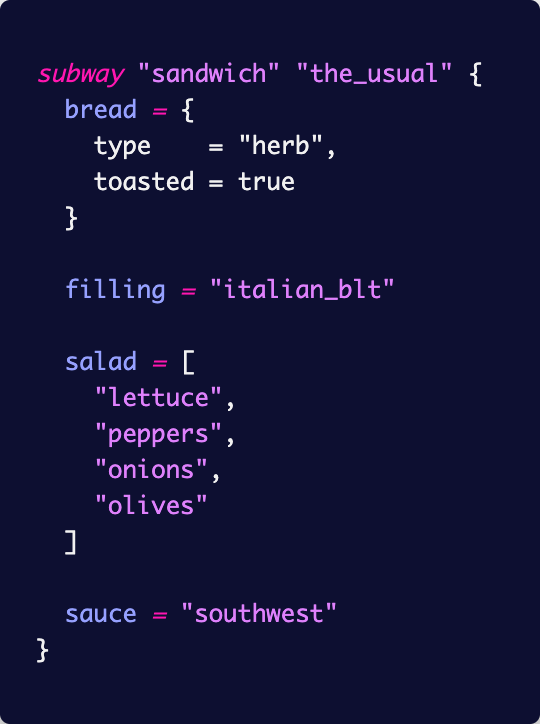 subway "sandwich" "the_usual" {
  bread = {
    type    = "herb",
    toasted = true
  }

  filling = "italian_blt"

  salad = [
    "lettuce",
    "peppers",
    "onions",
    "olives"
  ]

  sauce = "southwest"
}